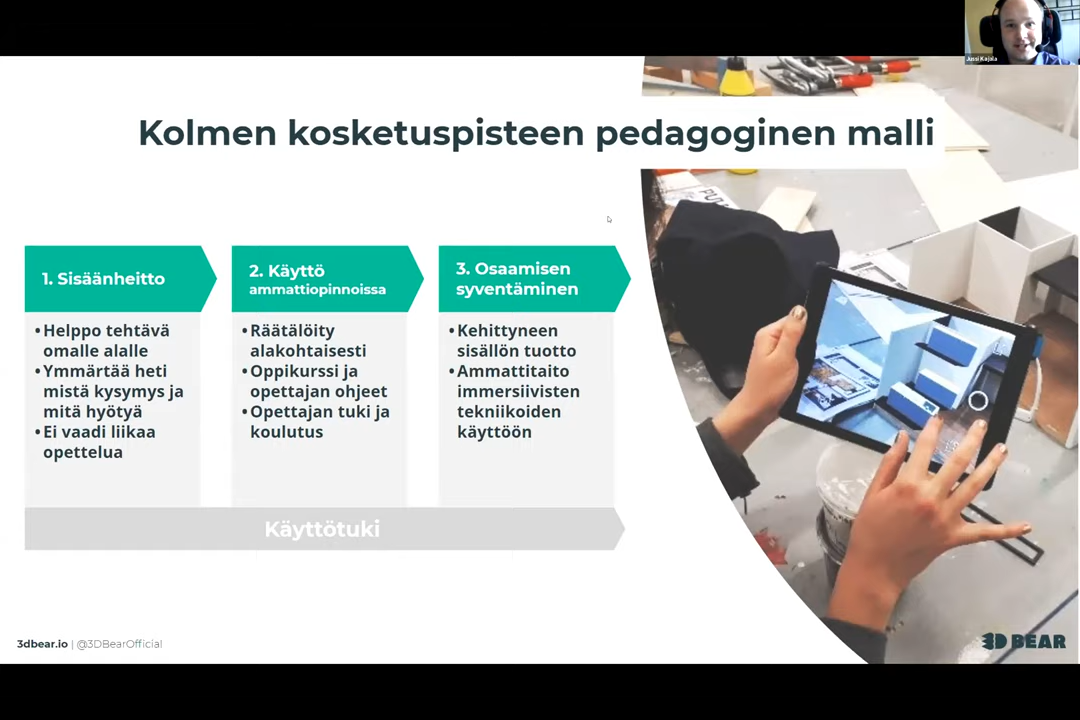 Jussi Kajala
Kolmen kosketuspisteen pedagoginen malli
1. Sisäänheitto
• Helppo tehtävä
omalle alalle
• Ymmärtää heti
mistä kysymys ja
mitä hyötyä
• Ei vaadi liikaa
opettelua
2. Käyttö
ammattiopinnoissa
• Räätälöity
alakohtaisesti
• Oppikurssi ja
opettajan ohjeet
• Opettajan tuki ja
koulutus
3. Osaamisen
syventäminen
• Kehittyneen
sisällön tuotto
• Ammattitaito
immersiivisten
tekniikoiden
käyttöön
Käyttötuki
3dbear.io | @3DBearOfficial
3D BEAR